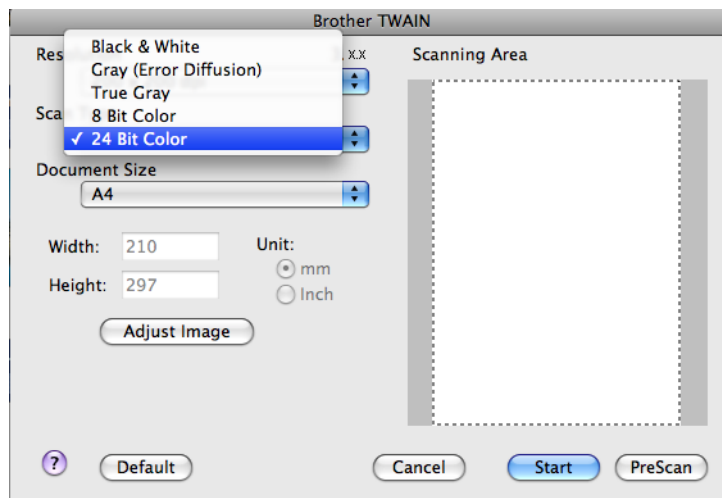 Brother TWAIN
x.x
Scanning Area
Black & White
Gray (Error Diffusion)
True Gray
8 Bit Color
✓ 24 Bit Color
Document Size
A4
Width: 210
Unit:
mm
Height: 297
Inch
Adjust Image
?
Default
Cancel
Start
PreScan